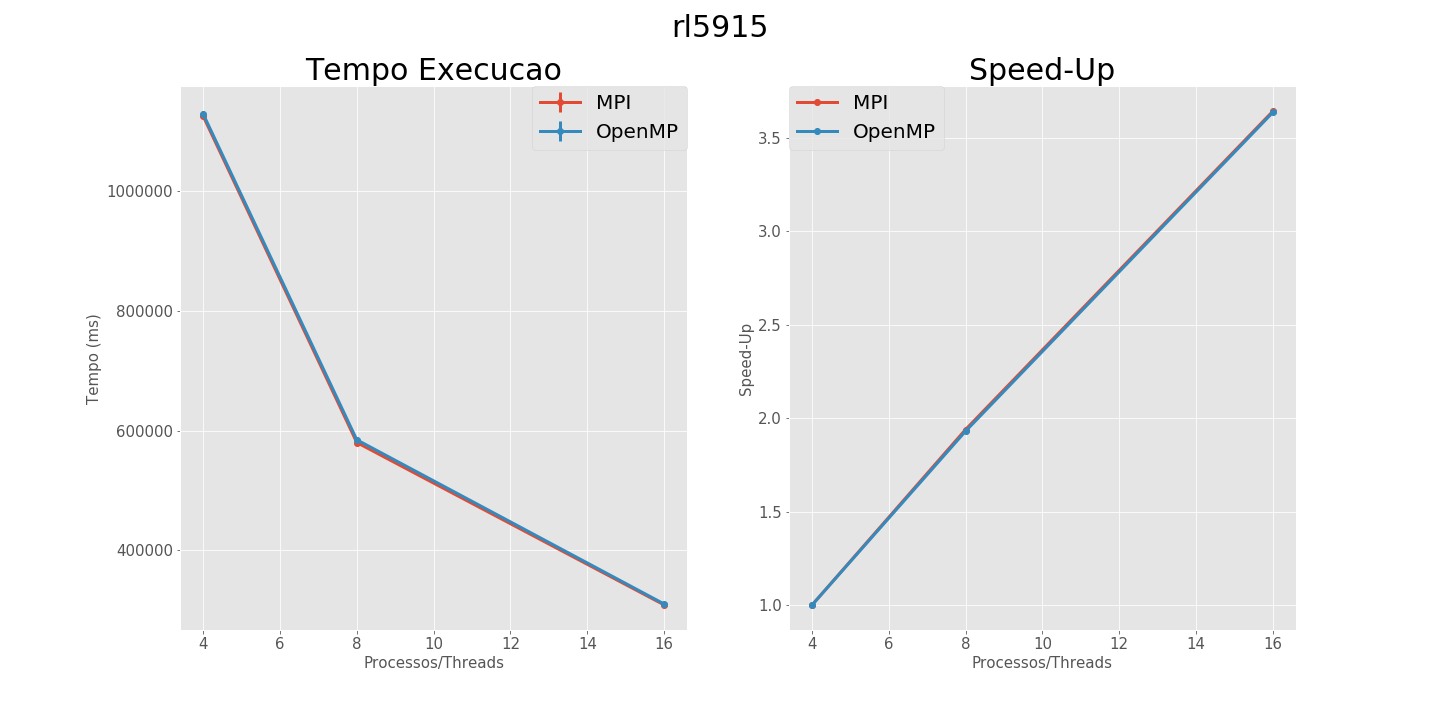 rl5915
Tempo Execucao
MPI
OpenMP
1000000
800000
600000
400000
Tempo (ms)
4 6 8 10 12 14 16
Processos/Threads
Speed-Up
MPI
OpenMP
3.5
3.0
2.5
2.0
1.5
1.0
Speed-Up
4 6 8 10 12 14 16
Processos/Threads